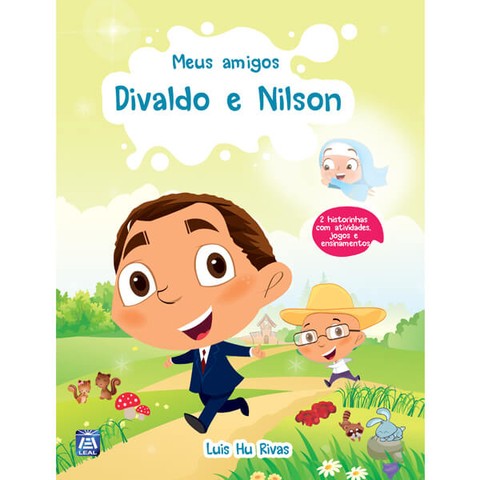 Meus amigos
Divaldo e Nilson
2 historinhas
com atividades,
jogos e
ensinamentos
Luis Hu Rivas
LEAL